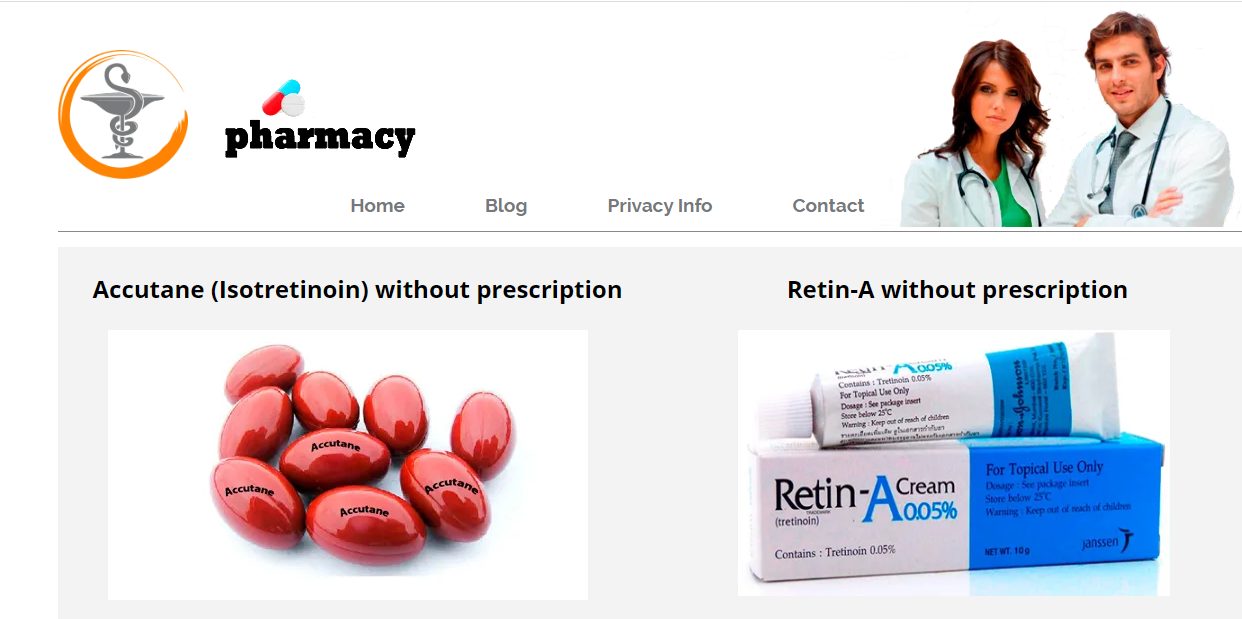 pharmacy
Home Blog Privacy Info Contact
Accutane (Isotretinoin) without prescription
Retin-A without prescription
Accutane
Accutane
Accutane
Accutane
A 0.05%
Contains : Tretinoin 0.05%
For Topical Use Only
Dosage : See package insert
Store below 25°C
Warning : Keep out of reach of children
Retin-A Cream
0.05%
TRADEMARK
(tretinoin)
Contains : Tretinoin 0.05%
For Topical Use Only
Dosage : See package insert
Store below 25°C
Warning : Keep out of reach of children
NET WT. 10 g
janssen